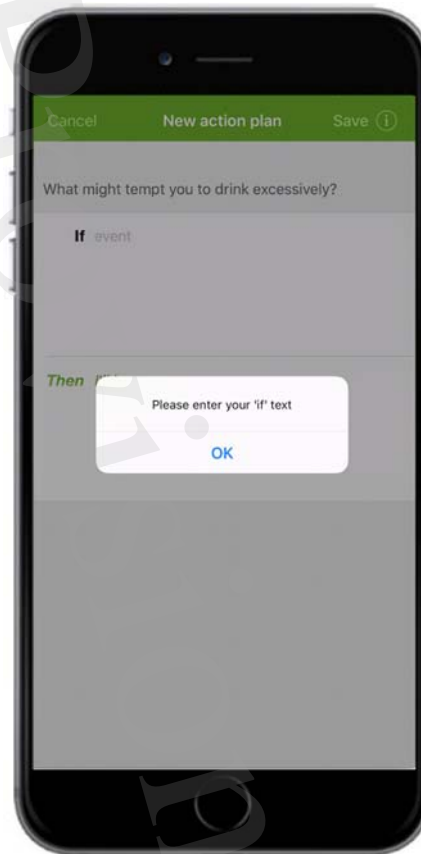 Cancel New action plan Save
What might tempt you to drink excessively?
If event
Then
Please enter your 'if' text
OK